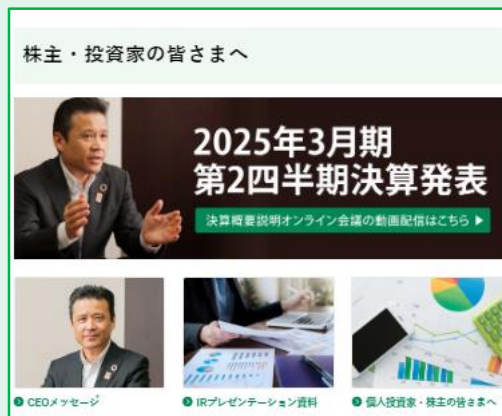 株主・投資家の皆さまへ
2025年3月期
第2四半期決算発表
決算概要説明オンライン会議の動画配信はこちら ▶
CEOメッセージ
IRプレゼンテーション資料
個人投資家・株主の皆さまへ